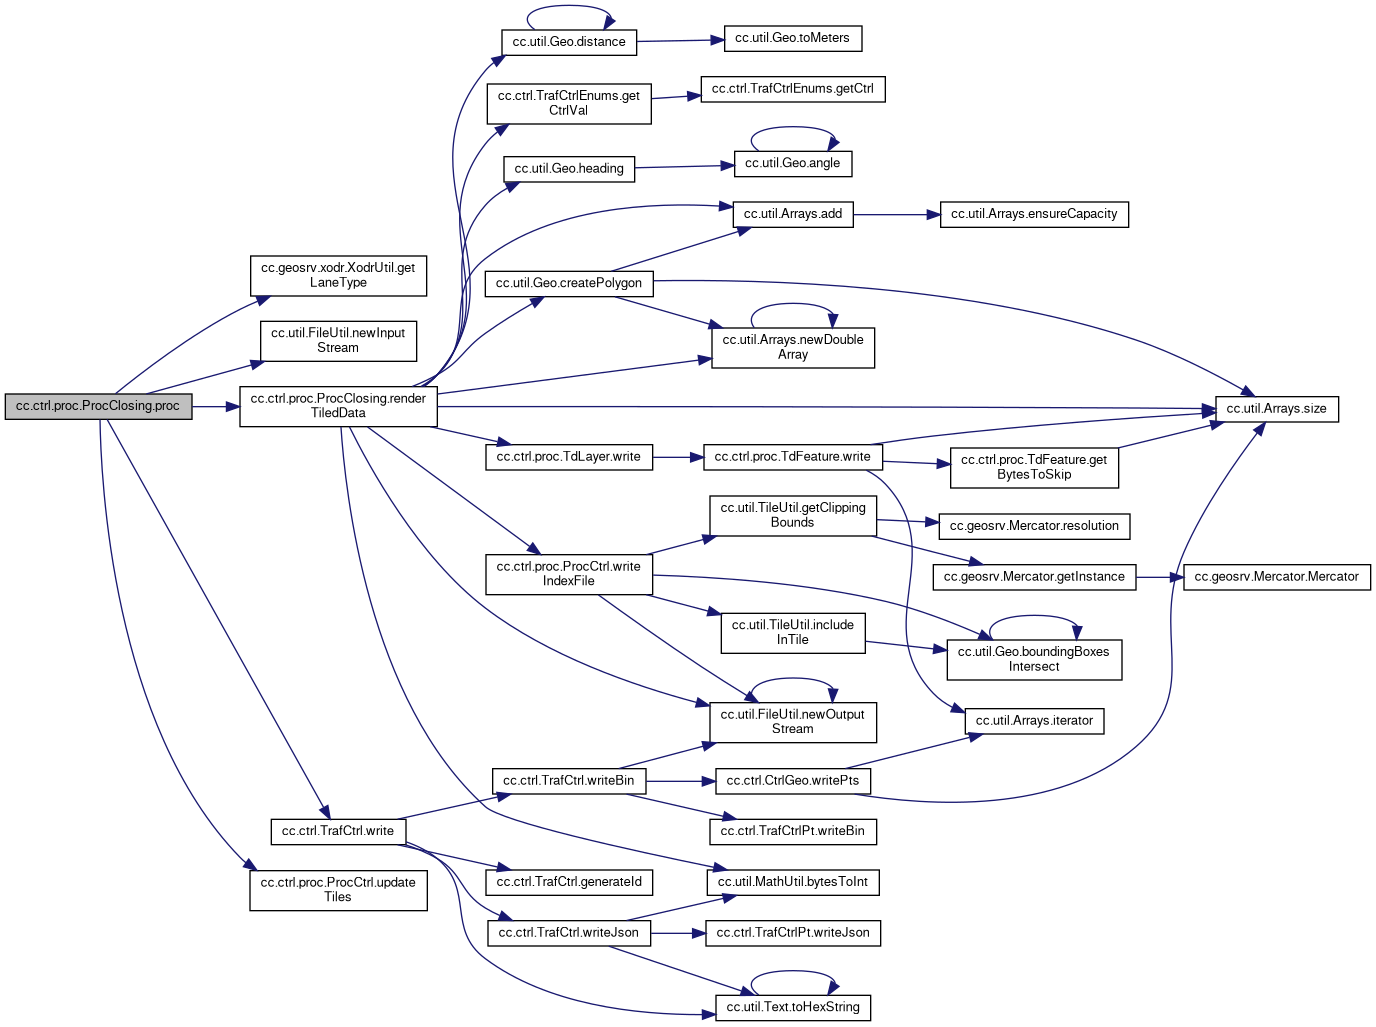 cc.util.Geo.distance
cc.util.Geo.toMeters
cc.ctrl.TrafCtrlEnums.get
CtrlVal
cc.ctrl.TrafCtrlEnums.getCtrl
cc.util.Geo.heading
cc.util.Geo.angle
cc.util.Arrays.add
cc.util.Arrays.ensureCapacity
cc.geosrv.xodr.XodrUtil.get
LaneType
cc.util.Geo.createPolygon
cc.util.FileUtil.newInput
Stream
cc.util.Arrays.newDouble
Array
cc.ctrl.proc.ProcClosing.proc
cc.ctrl.proc.ProcClosing.render
TiledData
cc.util.Arrays.size
cc.ctrl.proc.TdLayer.write
cc.ctrl.proc.TdFeature.write
cc.ctrl.proc.TdFeature.get
BytesToSkip
cc.util.TileUtil.getClipping
Bounds
cc.geosrv.Mercator.resolution
cc.ctrl.proc.ProcCtrl.write
IndexFile
cc.geosrv.Mercator.getInstance
cc.geosrv.Mercator.Mercator
cc.util.TileUtil.include
InTile
cc.util.Geo.boundingBoxes
Intersect
cc.util.FileUtil.newOutput
Stream
cc.util.Arrays.iterator
cc.ctrl.TrafCtrl.writeBin
cc.ctrl.CtrlGeo.writePts
cc.ctrl.TrafCtrl.write
cc.ctrl.TrafCtrlPt.writeBin
cc.ctrl.proc.ProcCtrl.update
Tiles
cc.ctrl.TrafCtrl.generateId
cc.util.MathUtil.bytesToInt
cc.ctrl.TrafCtrl.writeJson
cc.ctrl.TrafCtrlPt.writeJson
cc.util.Text.toHexString